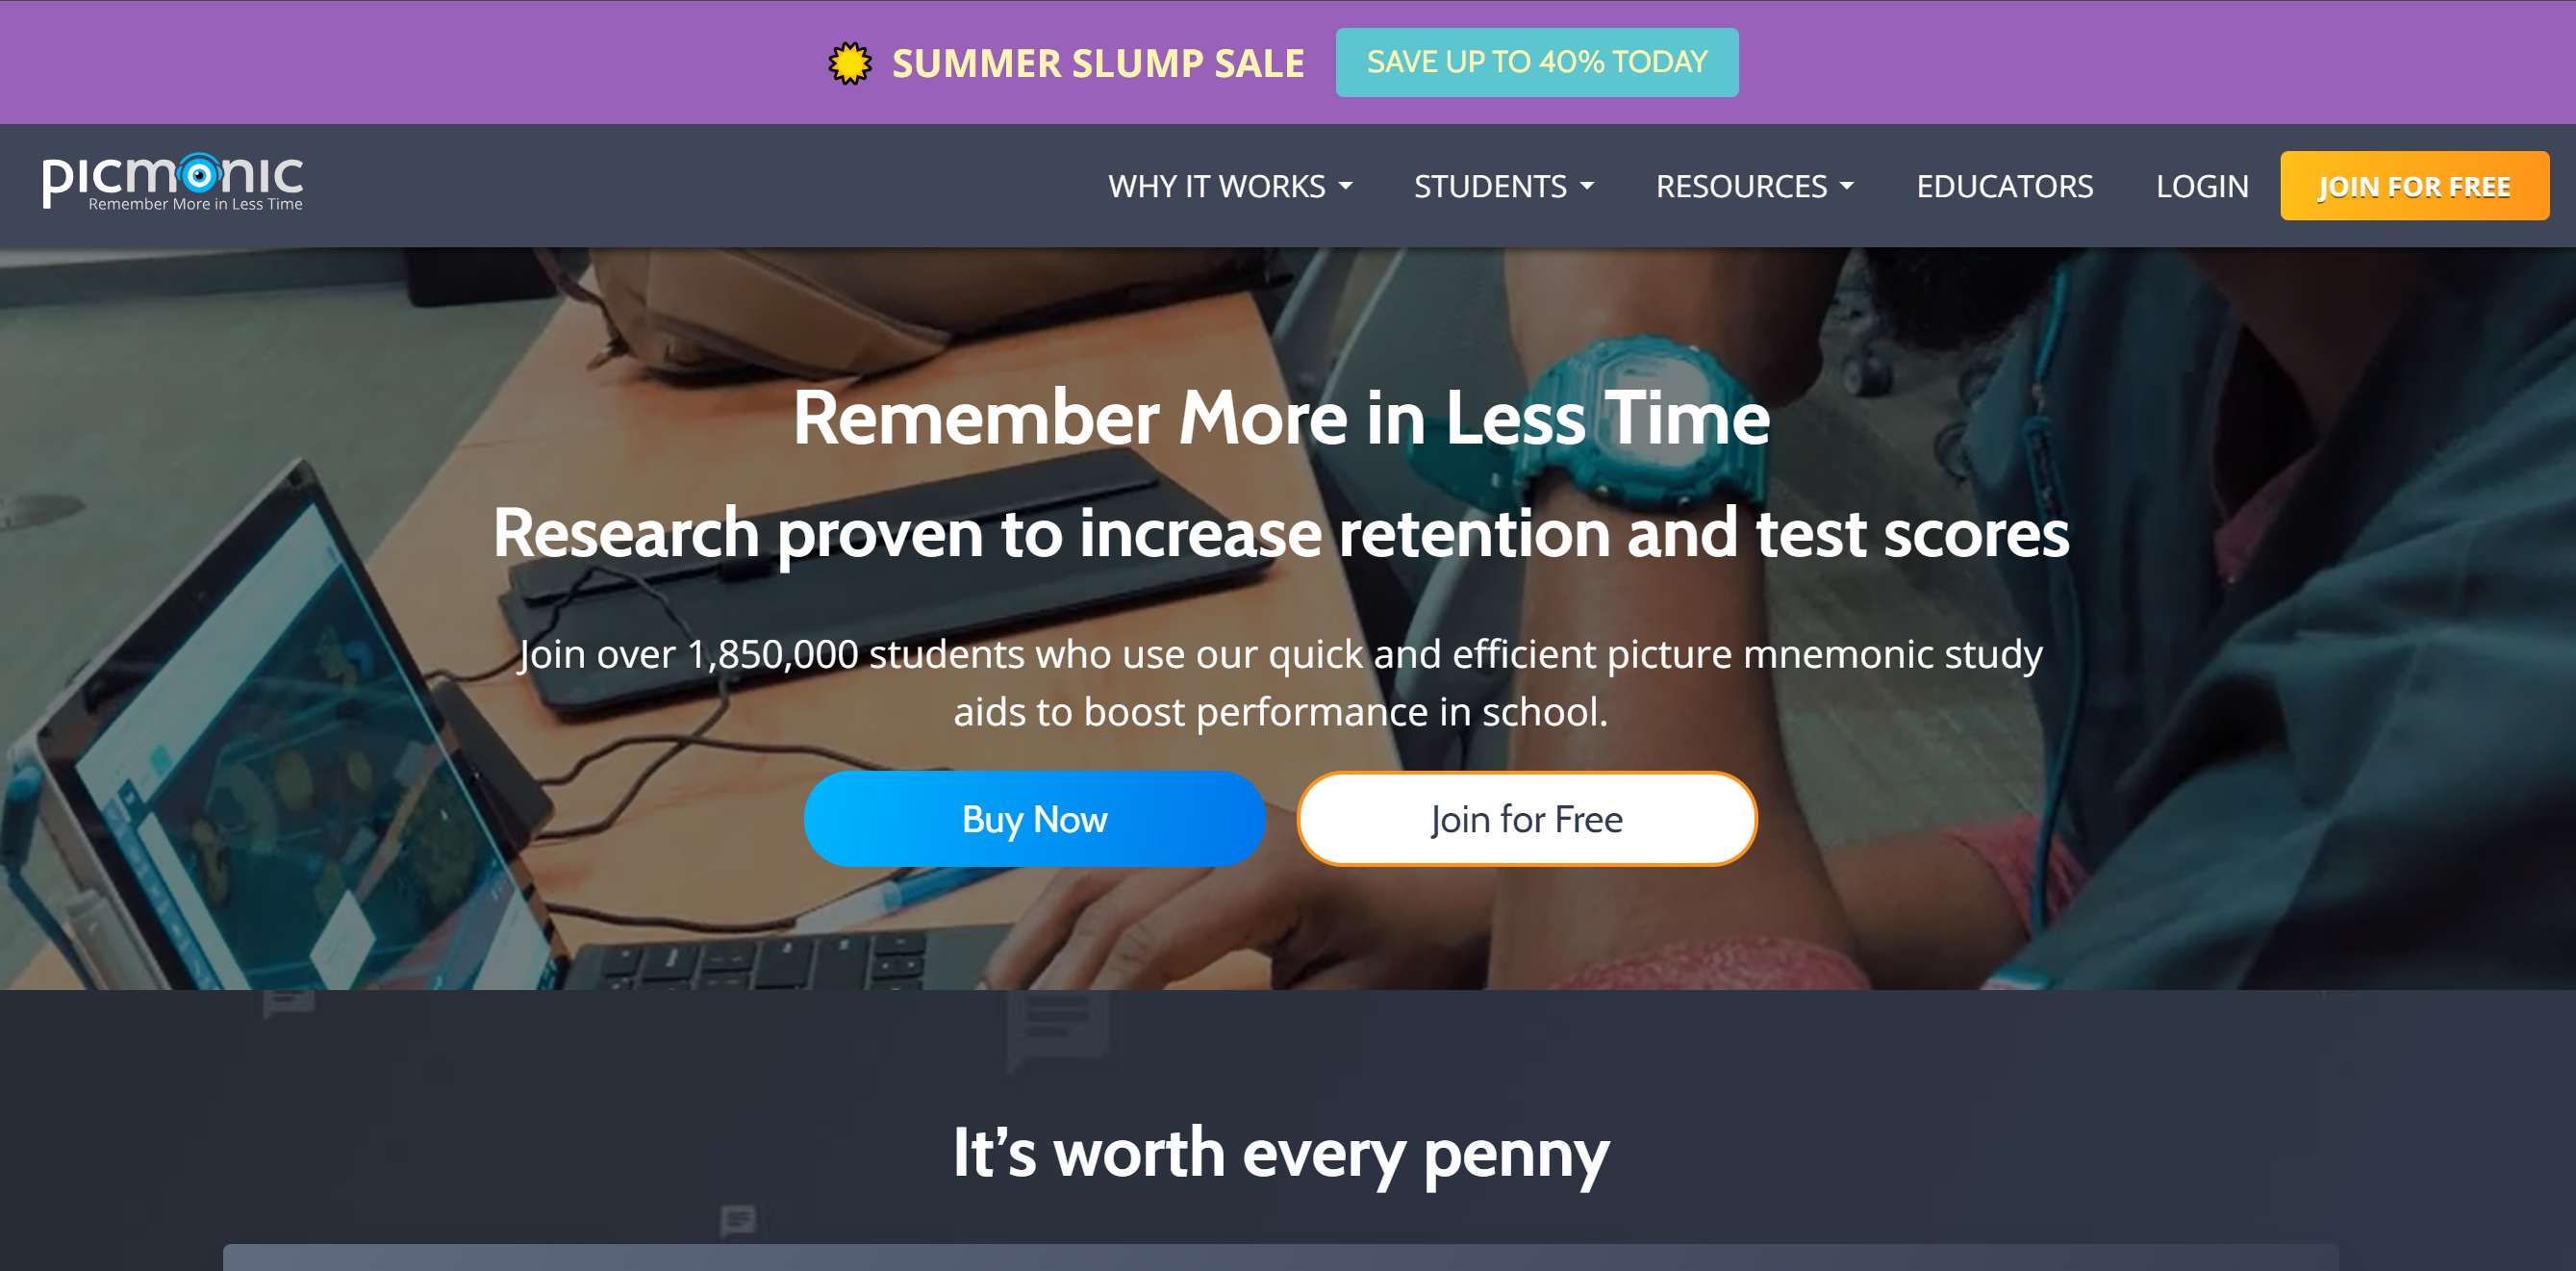 SUMMER SLUMP SALE
SAVE UP TO 40% TODAY
picmonic
Remember More in Less Time
WHY IT WORKS
STUDENTS
RESOURCES
EDUCATORS
LOGIN
JOIN FOR FREE
Remember More in Less Time
Research proven to increase retention and test scores
Join over 1,850,000 students who use our quick and efficient picture mnemonic study
aids to boost performance in school.
Buy Now
Join for Free
It’s worth every penny